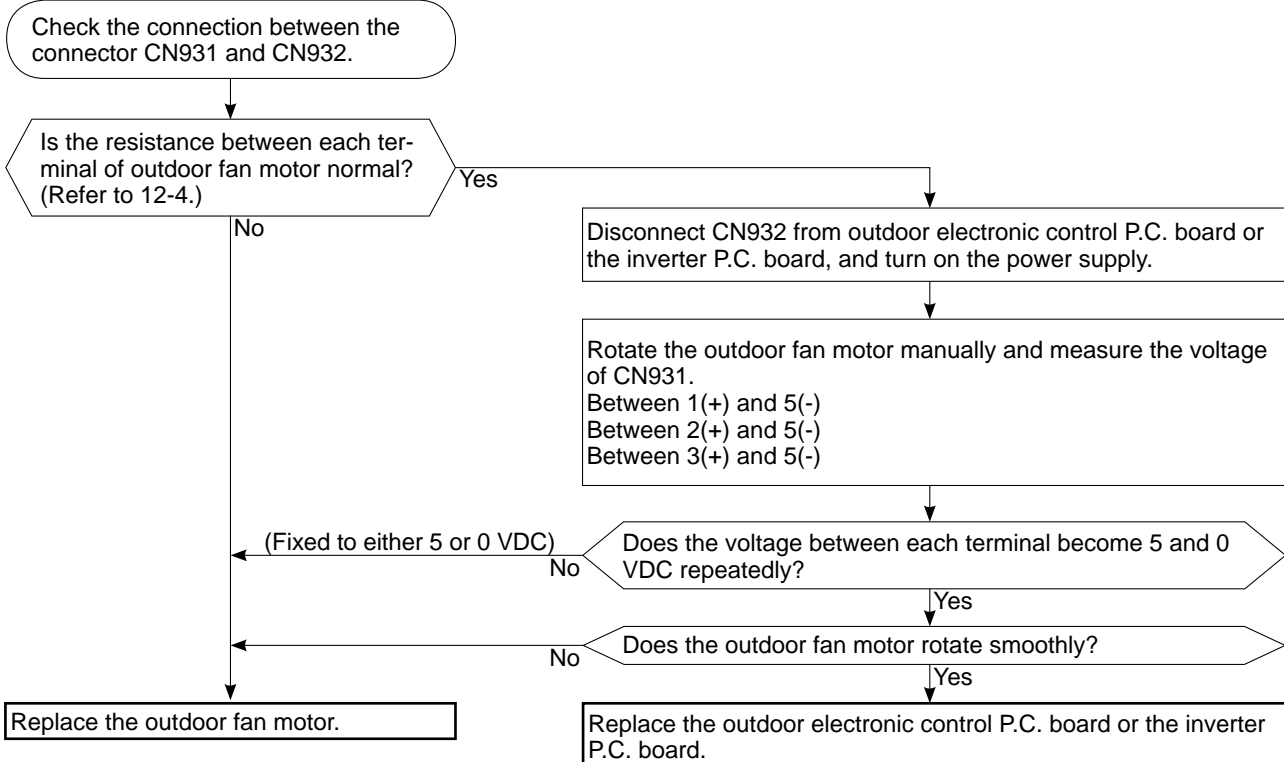 Check the connection between the
connector CN931 and CN932.
Is the resistance between each ter-
minal of outdoor fan motor normal?
(Refer to 12-4.)
Yes
No
Disconnect CN932 from outdoor electronic control P.C. board or
the inverter P.C. board, and turn on the power supply.
Rotate the outdoor fan motor manually and measure the voltage
of CN931.
Between 1(+) and 5(-)
Between 2(+) and 5(-)
Between 3(+) and 5(-)
(Fixed to either 5 or 0 VDC)
No
Does the voltage between each terminal become 5 and 0
VDC repeatedly?
Yes
No
Does the outdoor fan motor rotate smoothly?
Yes
Replace the outdoor fan motor.
Replace the outdoor electronic control P.C. board or the inverter
P.C. board.